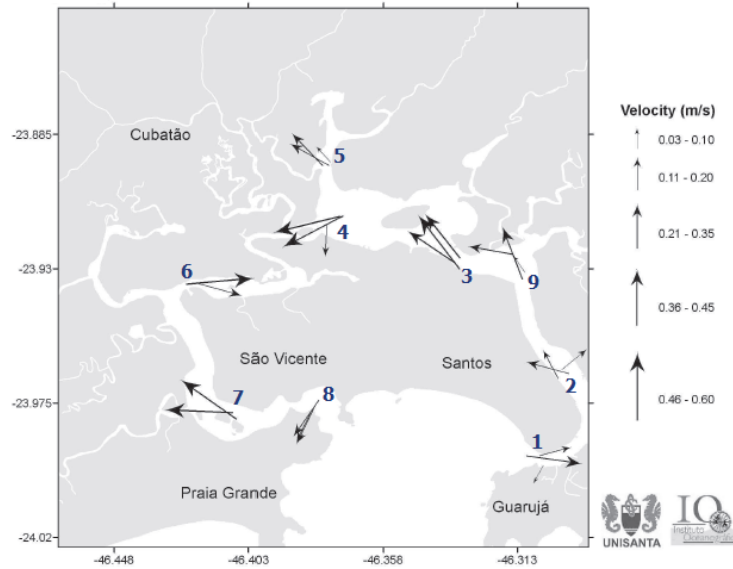 -23.885
-23.93
-23.975
-24.02
-46.448
-46.403
-46.358
-46.313
Cubatão
5
4
3
9
6
São Vicente
Santos
2
7
8
1
Praia Grande
Guarujá
Velocity (m/s)
0.03 - 0.10
0.11 - 0.20
0.21 - 0.35
0.36 - 0.45
0.46 - 0.60
UNISANTA
IO
Instituto
Oceanográfico